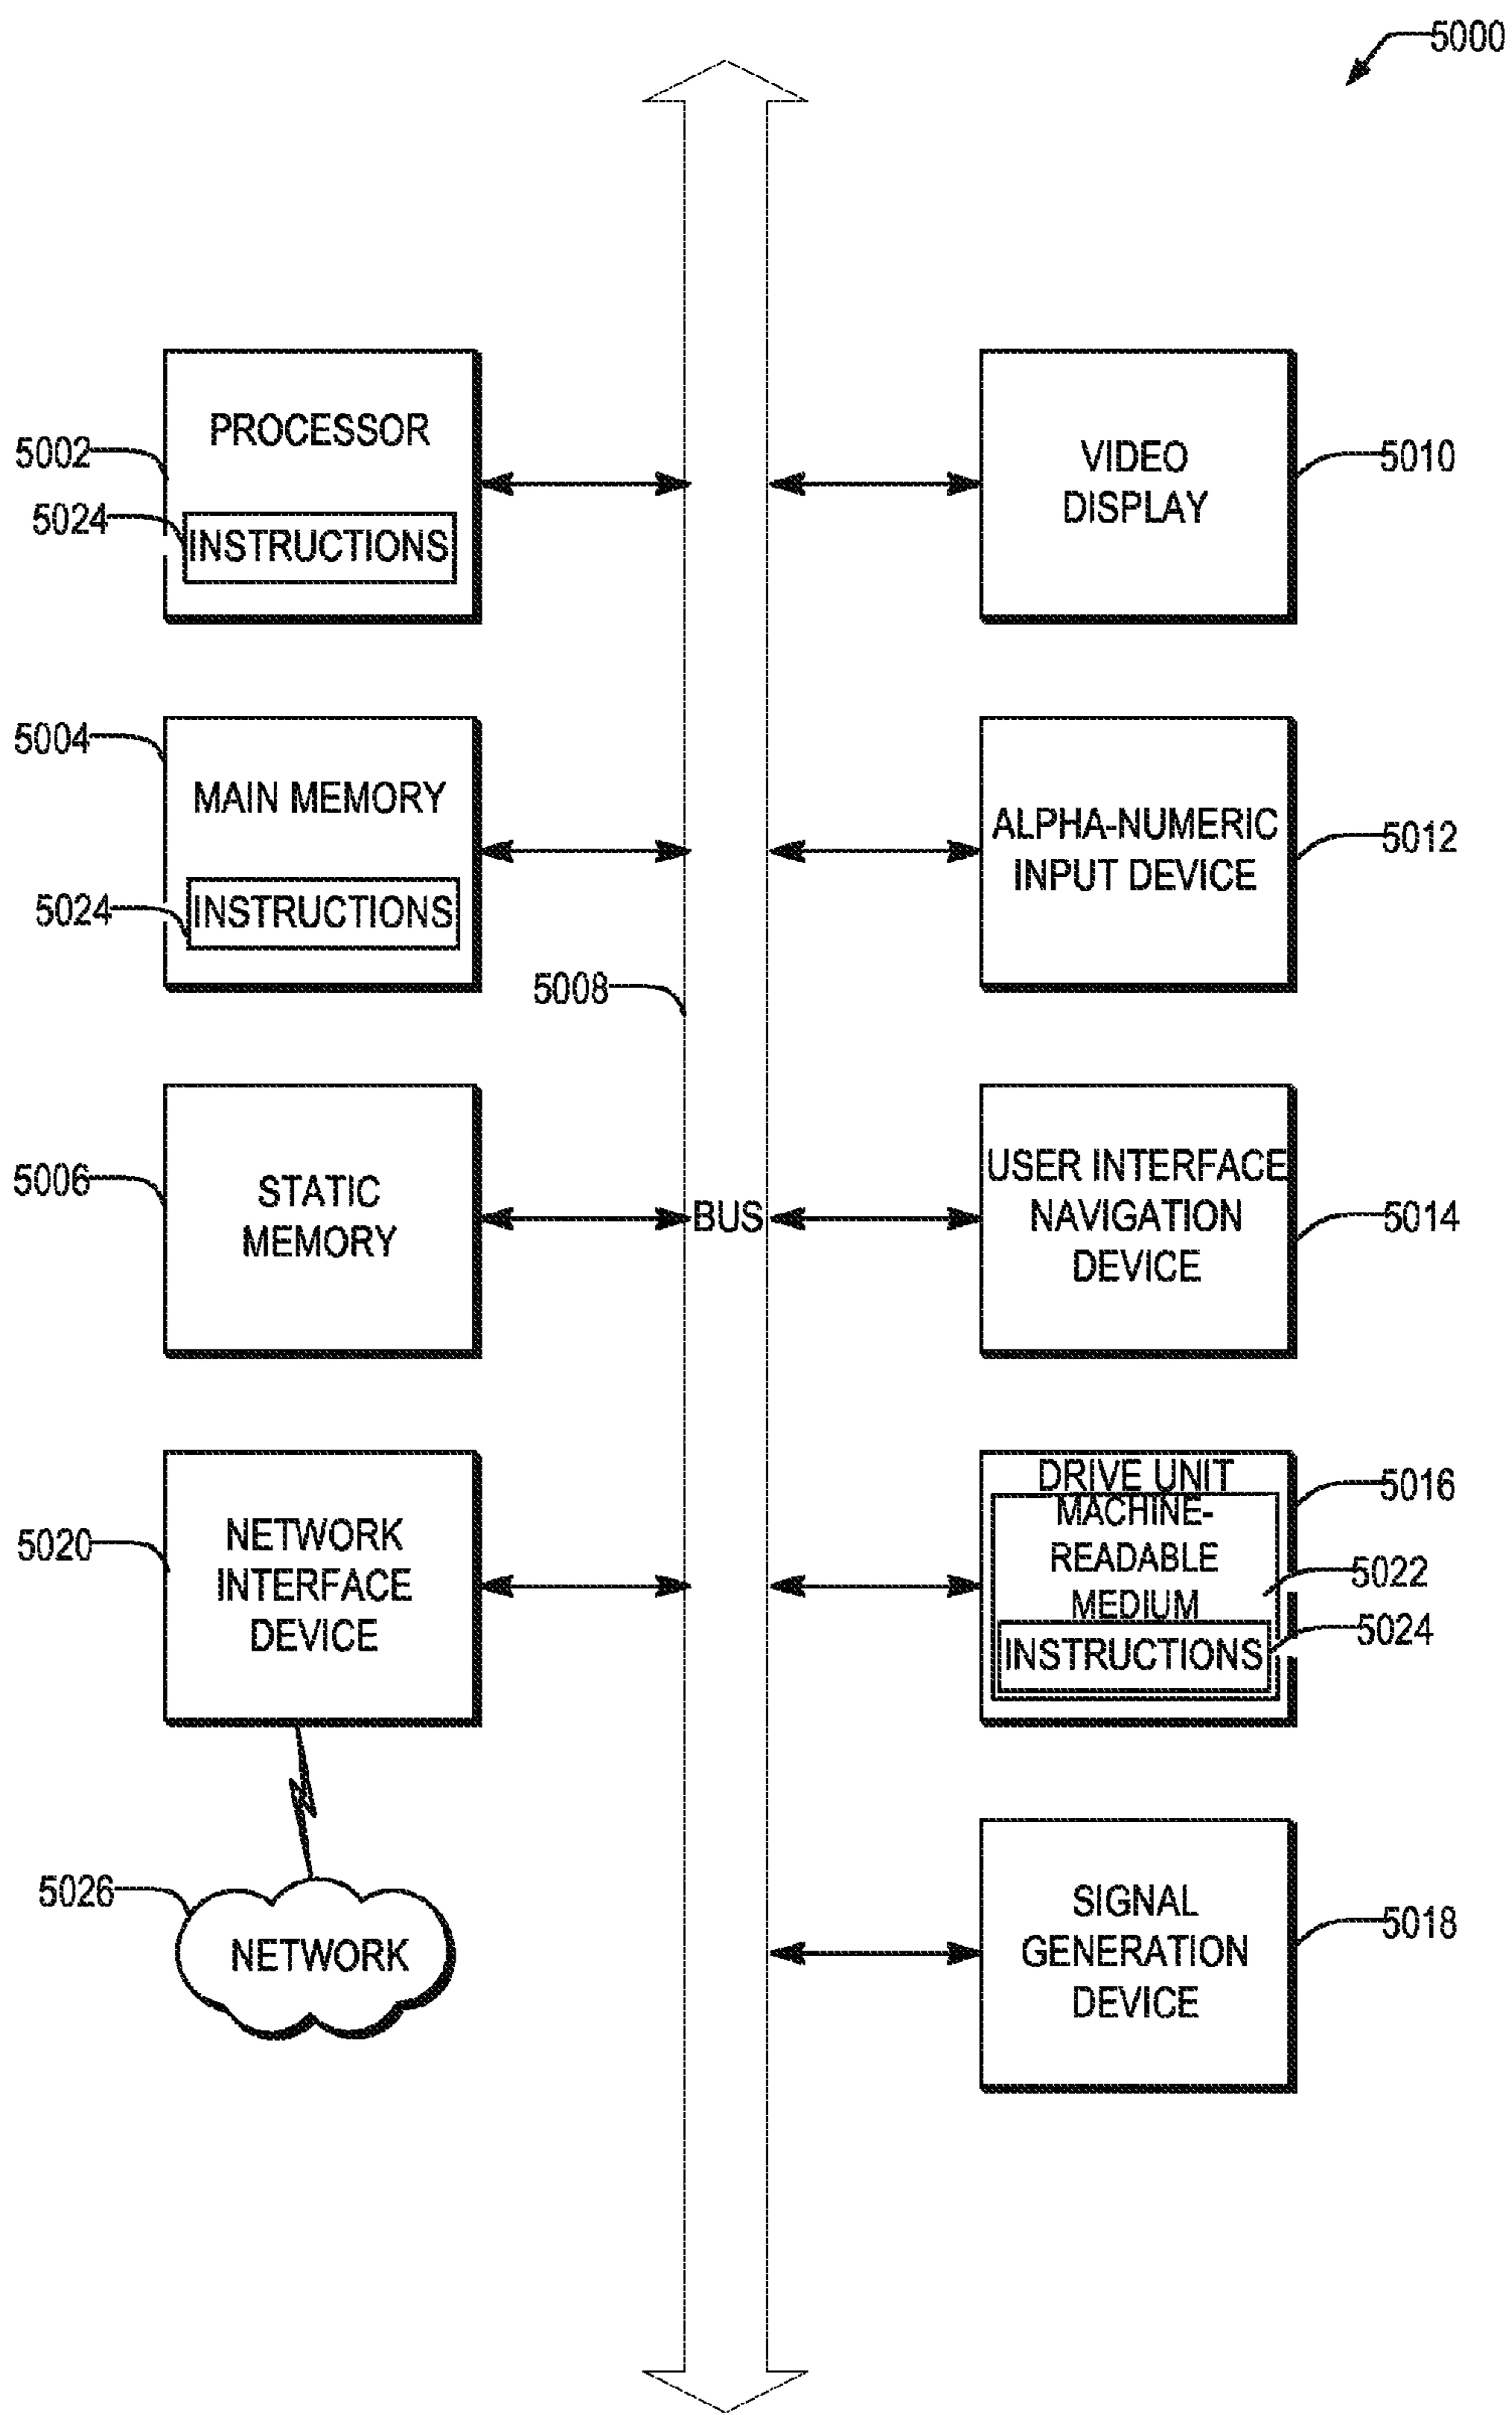 5000
PROCESSOR
5002
5024
INSTRUCTIONS
VIDEO
DISPLAY
5010
5004
MAIN MEMORY
5024
INSTRUCTIONS
ALPHA-NUMERIC
INPUT DEVICE
5012
5008
5006
STATIC
MEMORY
BUS
USER INTERFACE
NAVIGATION
DEVICE
5014
5020
NETWORK
INTERFACE
DEVICE
DRIVE UNIT
MACHINE-
READABLE
MEDIUM
INSTRUCTIONS
5016
5022
5024
5026
NETWORK
SIGNAL
GENERATION
DEVICE
5018